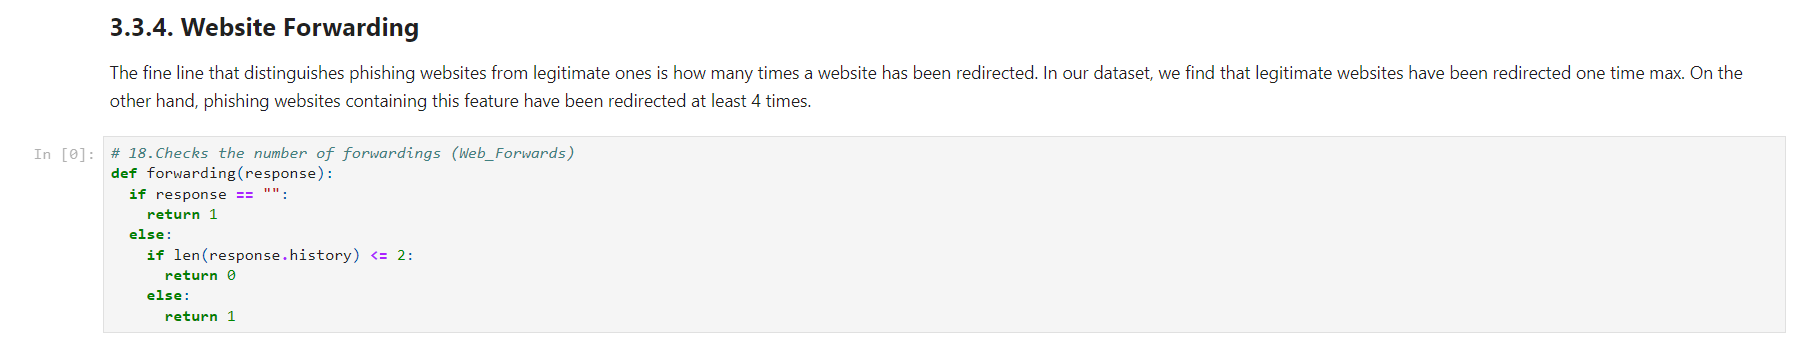 3.3.4. Website Forwarding
The fine line that distinguishes phishing websites from legitimate ones is how many times a website has been redirected. In our dataset, we find that legitimate websites have been redirected one time max. On the
other hand, phishing websites containing this feature have been redirected at least 4 times.
In [0]: # 18.Checks the number of forwardings (Web_Forwards)
def forwarding(response):
  if response == "":
    return 1
  else:
    if len(response.history) <= 2:
      return 0
    else:
      return 1